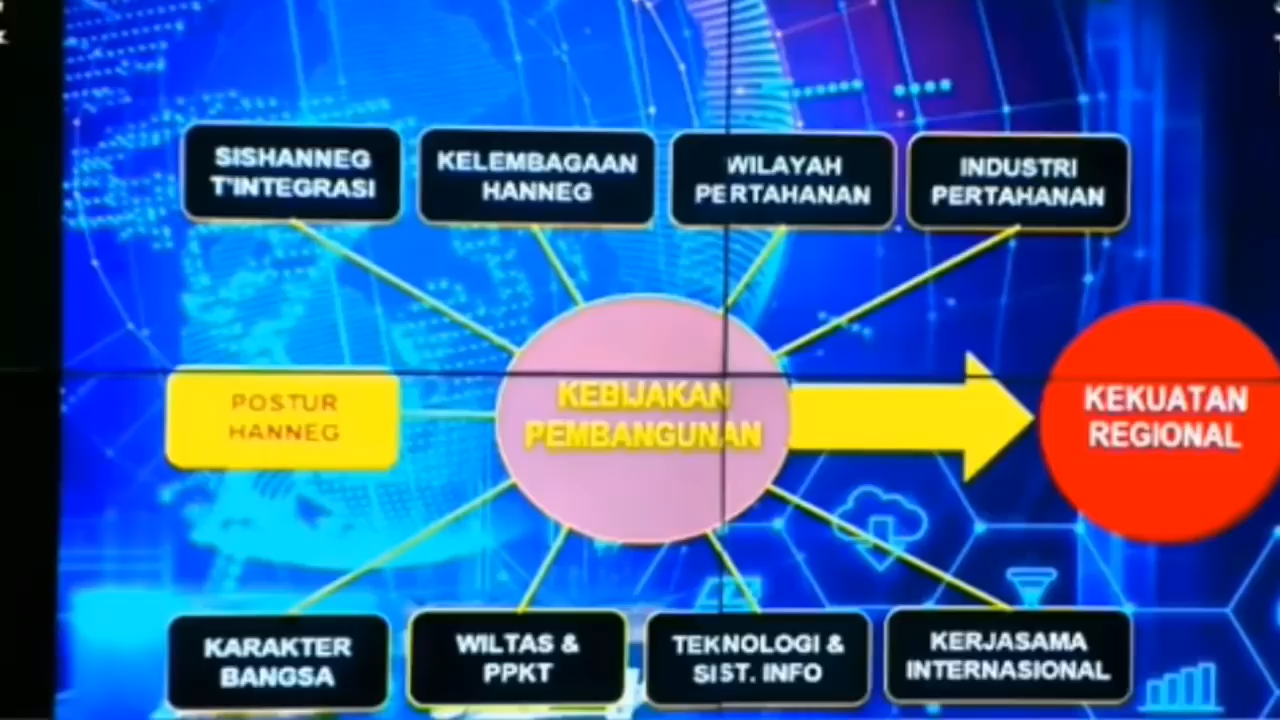 SISHANNEG
T'INTEGRASI
KELEMBAGAAN
HANNEG
WILAYAH
PERTAHANAN
INDUSTRI
PERTAHANAN
POSTUR
HANNEG
KEBIJAKAN
PEMBANGUNAN
KEKUATAN
REGIONAL
KARAKTER
BANGSA
WILTAS &
PPKT
TEKNOLOGI &
SIST. INFO
KERJASAMA
INTERNASIONAL